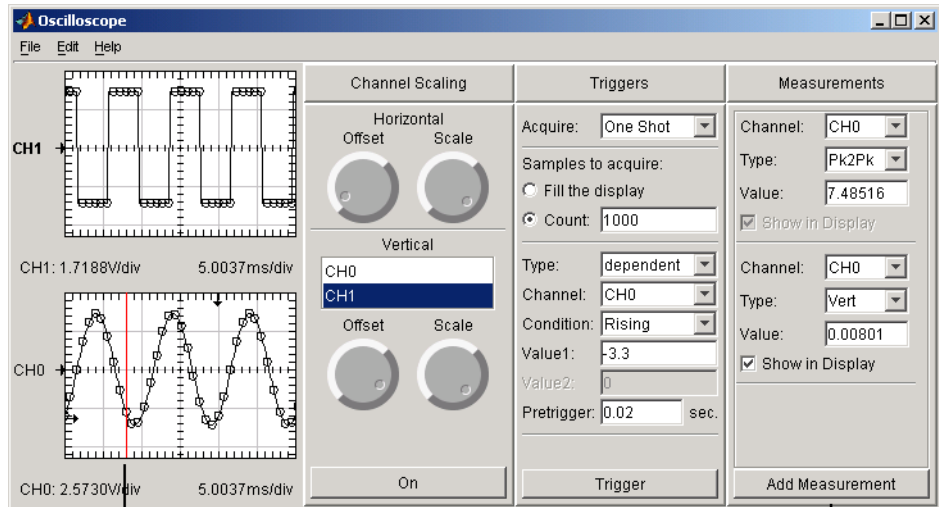 Oscilloscope
File Edit Help
CH1
CH1: 1.7188V/div 5.0037ms/div
CH0
CH0: 2.5730V/div 5.0037ms/div
Channel Scaling
Horizontal
Offset Scale
Vertical
CH0
CH1
Offset Scale
On
Triggers
Acquire: One Shot
Samples to acquire:
Fill the display
Count: 1000
Type: dependent
Channel: CH0
Condition: Rising
Value1: -3.3
Value2: 0
Pretrigger: 0.02 sec.
Trigger
Measurements
Channel: CH0
Type: Pk2Pk
Value: 7.48516
Show in Display
Channel: CH0
Type: Vert
Value: 0.00801
Show in Display
Add Measurement